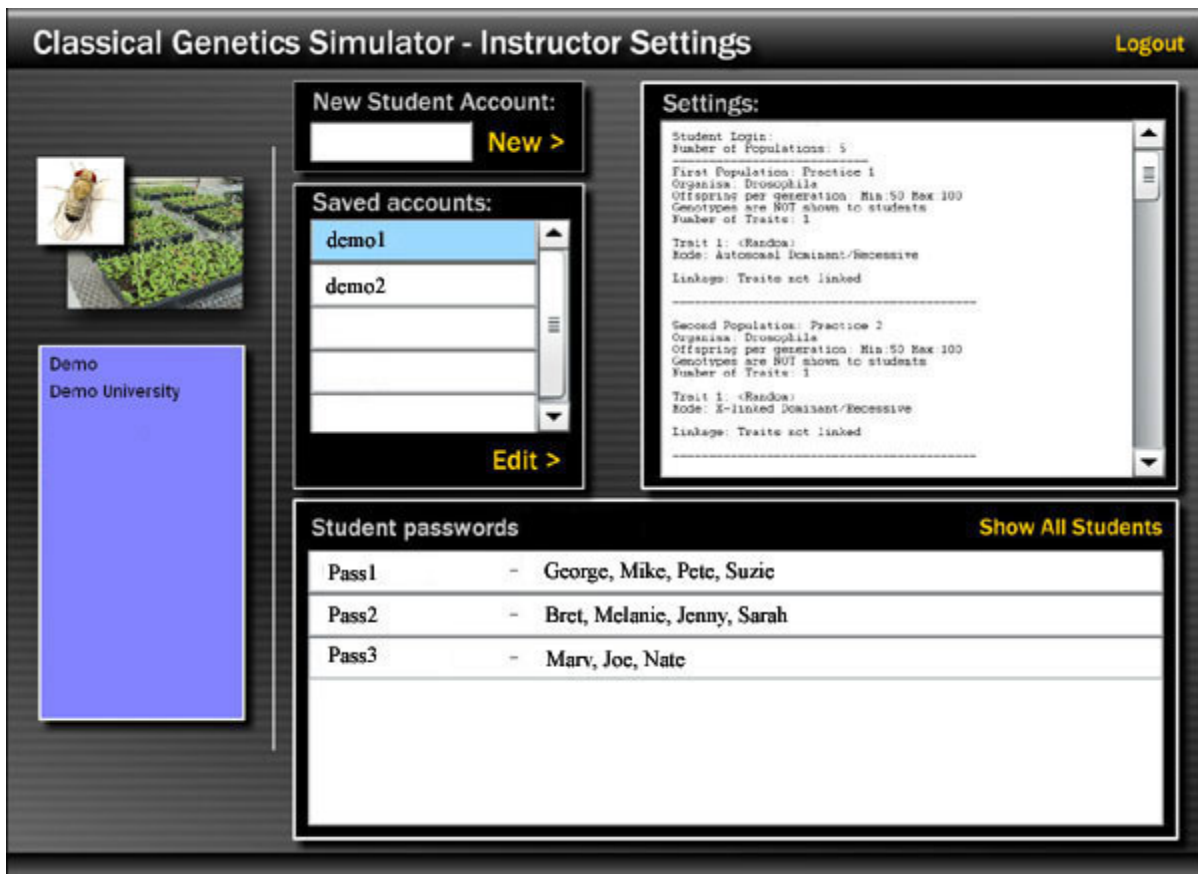 Classical Genetics Simulator - Instructor Settings
Logout
New Student Account:
New >
Saved accounts:
demo1
demo2
Edit >
Settings:
Student Login:
Number of Populations: 5
----------------------------
First Population: Practice 1
Organism: Drosophila
Offspring per generation: Min:50 Max 100
Genotypes are NOT shown to students
Number of Traits: 1
Trait 1: <Random>
Mode: Autosomal Dominant/Recessive
Linkage: Traits not linked
--------------------------------------------
Second Population: Practice 2
Organism: Drosophila
Offspring per generation: Min:50 Max 100
Genotypes are NOT shown to students
Number of Traits: 1
Trait 1: <Random>
Mode: X-linked Dominant/Recessive
Linkage: Traits not linked
--------------------------------------------
Demo
Demo University
Student passwords
Show All Students
Pass1 - George, Mike, Pete, Suzie
Pass2 - Bret, Melanie, Jenny, Sarah
Pass3 - Marv, Joe, Nate